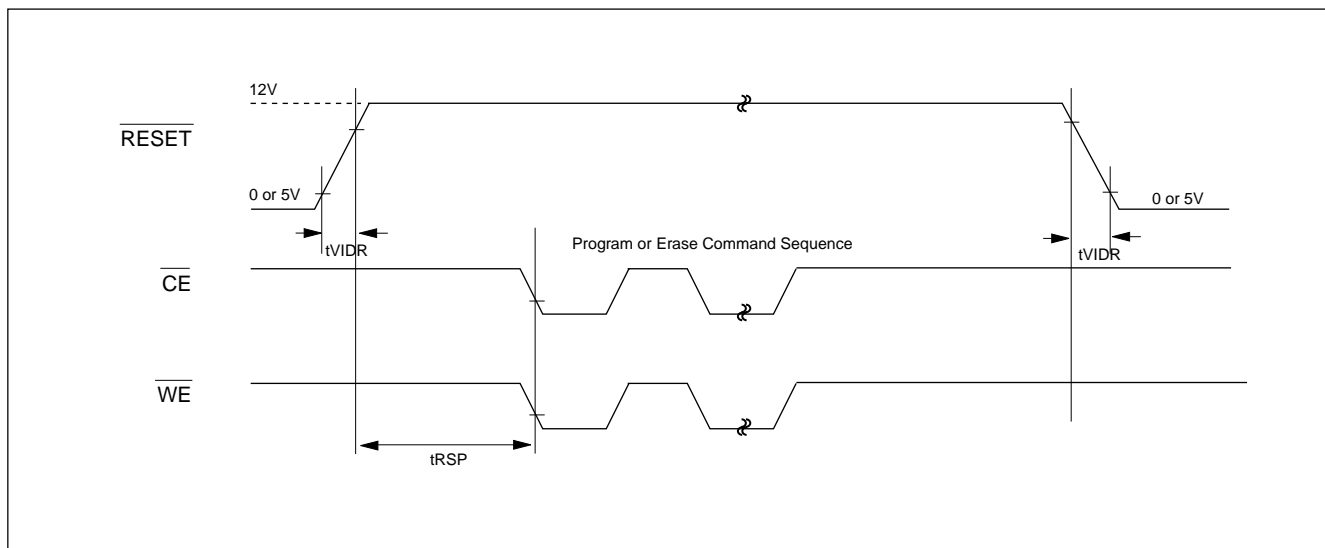 12V
RESET
0 or 5V
0 or 5V
tVIDR
Program or Erase Command Sequence
tVIDR
CE
WE
tRSP